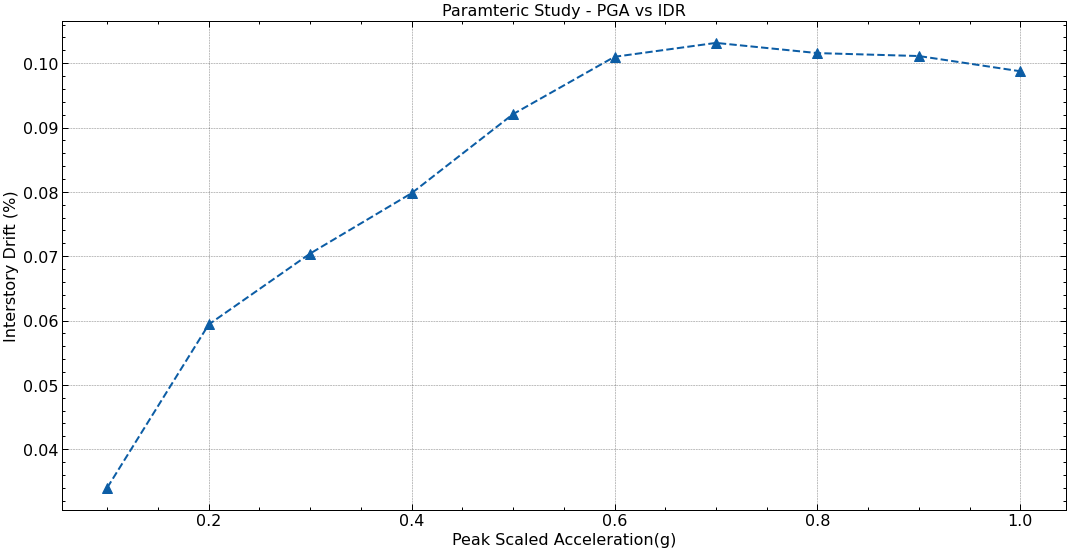 Paramteric Study - PGA vs IDR
Interstory Drift (%)
0.10
0.09
0.08
0.07
0.06
0.05
0.04
0.2 0.4 0.6 0.8 1.0
Peak Scaled Acceleration(g)